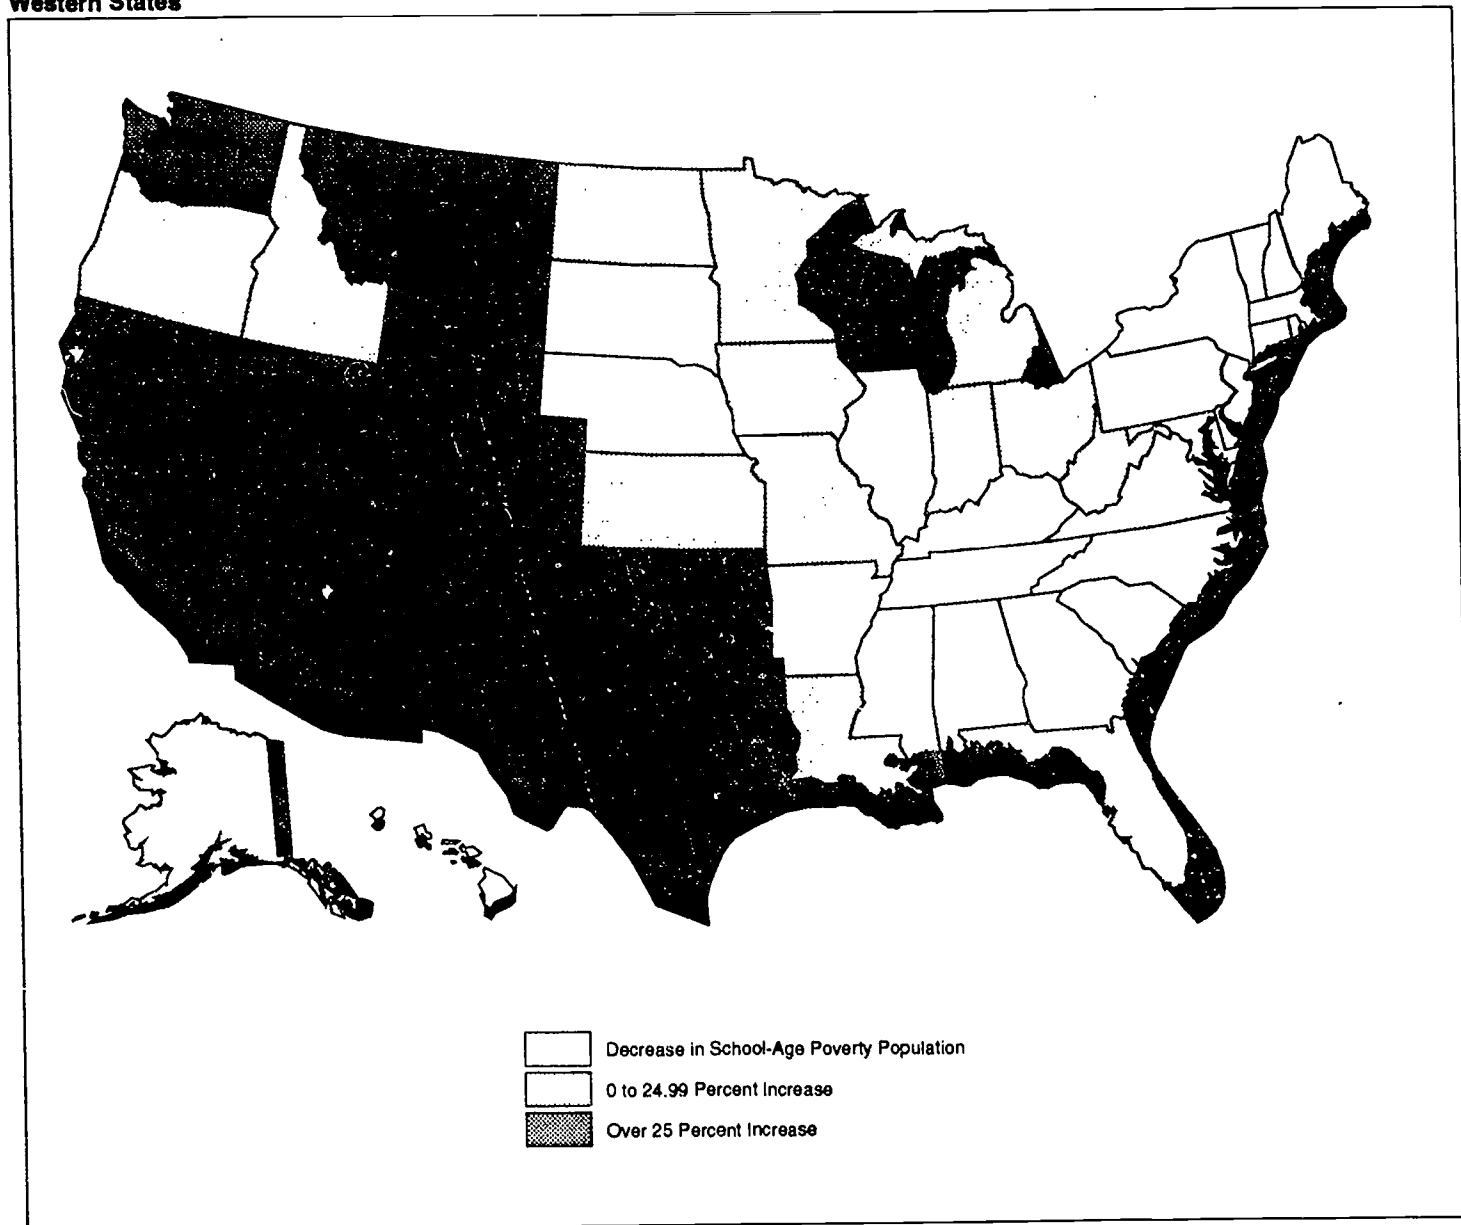 Western States
Decrease in School-Age Poverty Population
0 to 24.99 Percent Increase
Over 25 Percent Increase